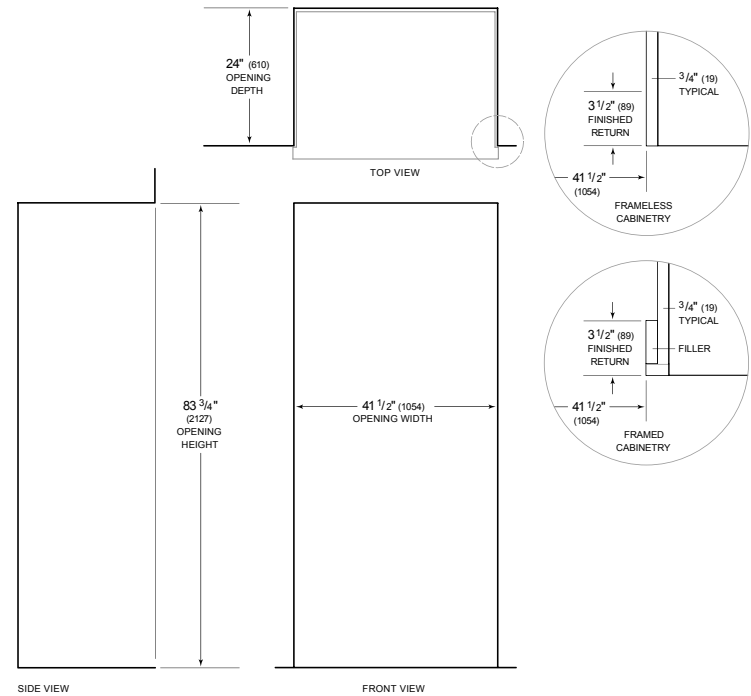 24" (610)
OPENING
DEPTH
TOP VIEW
3/4" (19)
TYPICAL
3 1/2" (89)
FINISHED
RETURN
41 1/2"
(1054)
FRAMELESS
CABINETRY
3/4" (19)
TYPICAL
3 1/2" (89)
FINISHED
RETURN
FILLER
41 1/2"
(1054)
FRAMED
CABINETRY
83 3/4"
(2127)
OPENING
HEIGHT
41 1/2" (1054)
OPENING WIDTH
SIDE VIEW
FRONT VIEW